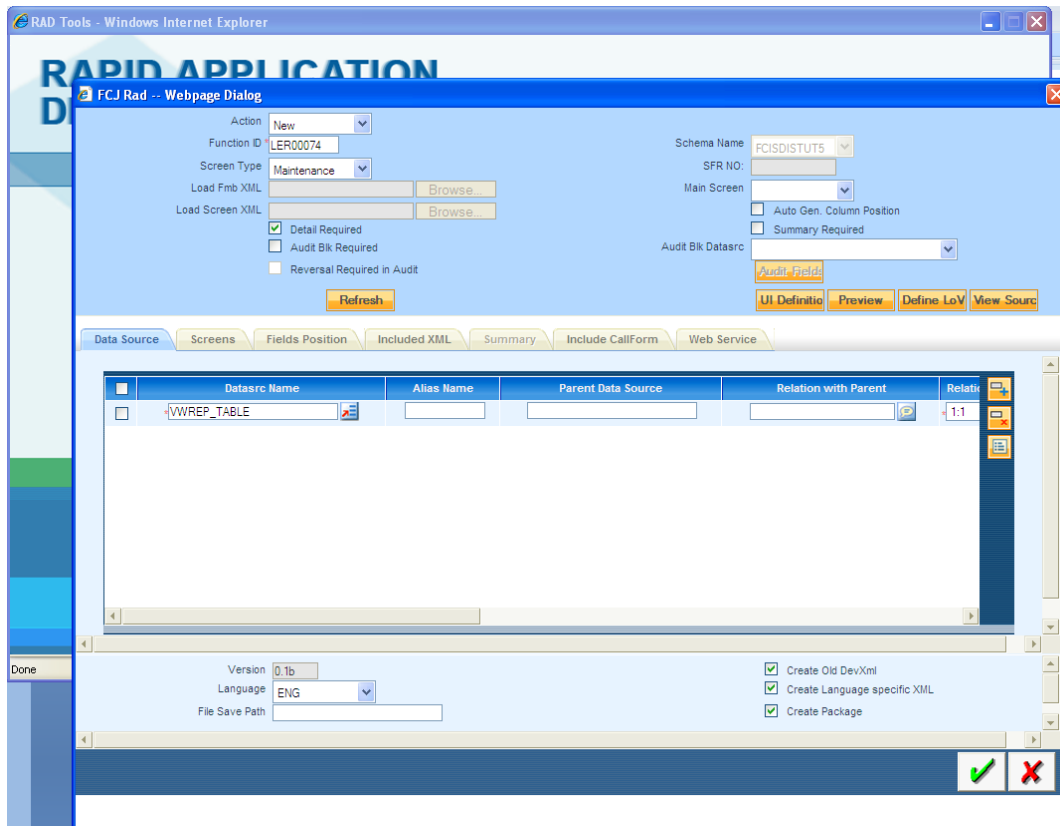 RAD Tools - Windows Internet Explorer
RAPID APPLICATION
FCJ Rad -- Webpage Dialog
Action New
Function ID *LER00074 Schema Name FCISDISTUT5
Screen Type Maintenance SFR NO:
Load Fmb XML Browse... Main Screen
Load Screen XML Browse... Auto Gen. Column Position
Detail Required Summary Required
Audit Blk Required Audit Blk Datasrc
Reversal Required in Audit Audit Fields
Refresh UI Definitio Preview Define LoV View Sourc
Data Source Screens Fields Position Included XML Summary Include CallForm Web Service
Datasrc Name Alias Name Parent Data Source Relation with Parent Relatio
*VWREP_TABLE * 1:1
Version 0.1b Create Old DevXml
Done
Language ENG Create Language specific XML
File Save Path Create Package